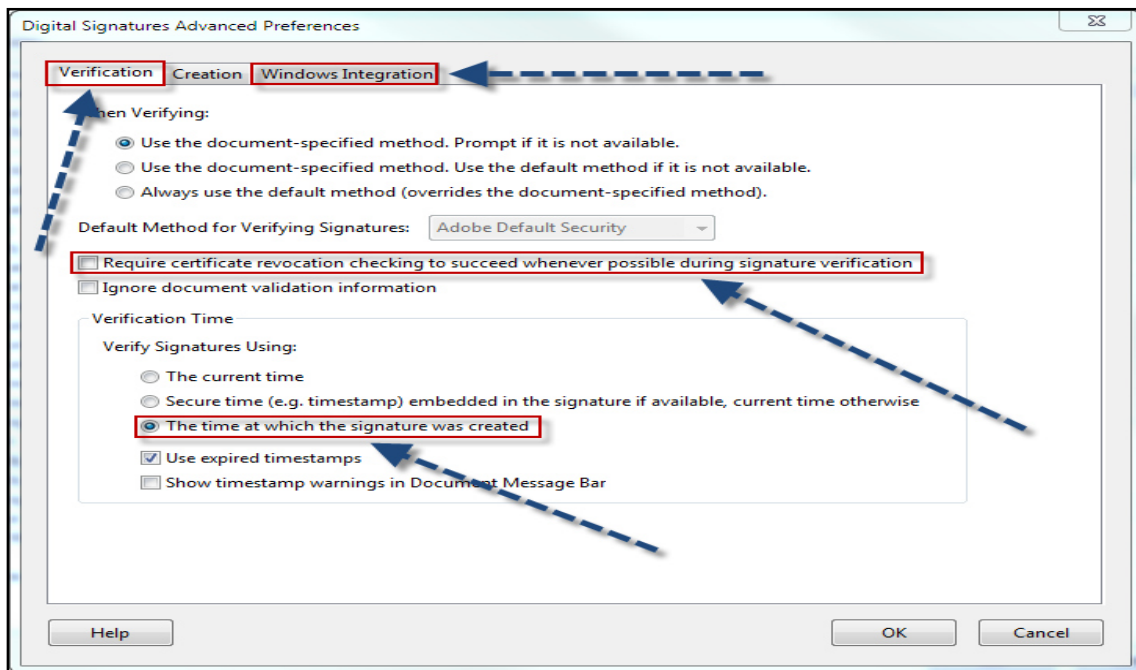 Digital Signatures Advanced Preferences
Verification Creation Windows Integration
hen Verifying:
Use the document-specified method. Prompt if it is not available.
Use the document-specified method. Use the default method if it is not available.
Always use the default method (overrides the document-specified method).
Default Method for Verifying Signatures: Adobe Default Security
Require certificate revocation checking to succeed whenever possible during signature verification
Ignore document validation information
Verification Time
Verify Signatures Using:
The current time
Secure time (e.g. timestamp) embedded in the signature if available, current time otherwise
The time at which the signature was created
Use expired timestamps
Show timestamp warnings in Document Message Bar
Help OK Cancel